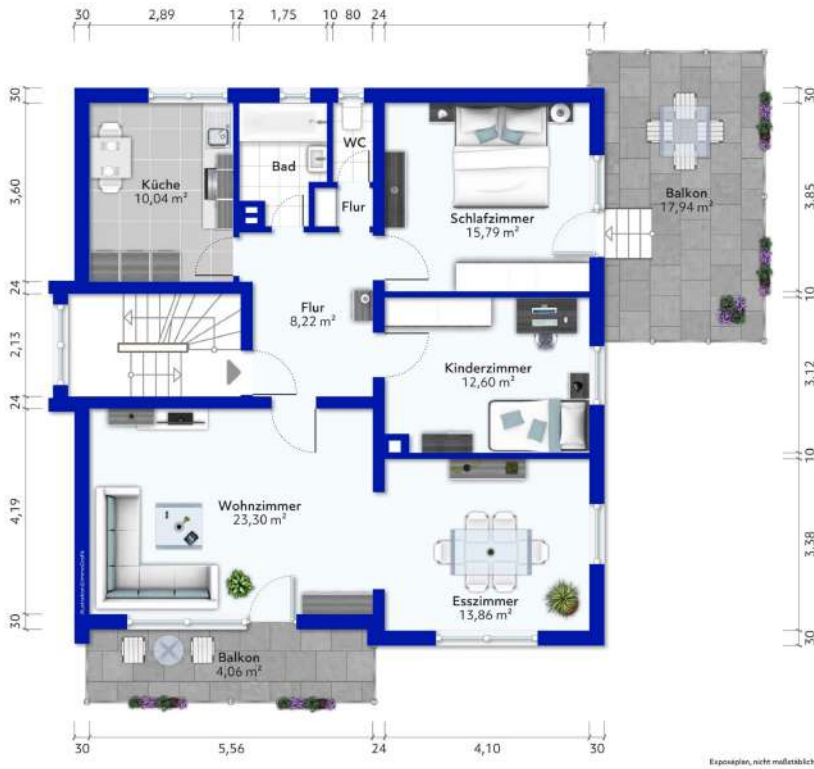 30 2,89 12 1,75 10 80 24
30
3,60
24
2,13
24
4,19
30
Küche
10,04 m²
Bad
WC
Flur
Schlafzimmer
15,79 m²
Balkon
17,94 m²
Flur
8,22 m²
Kinderzimmer
12,60 m²
Wohnzimmer
23,30 m²
Esszimmer
13,86 m²
Balkon
4,06 m²
30
3,85
10
3,12
10
3,38
30
30 5,56 24 4,10 30
Exposéplan, nicht maßstäblich